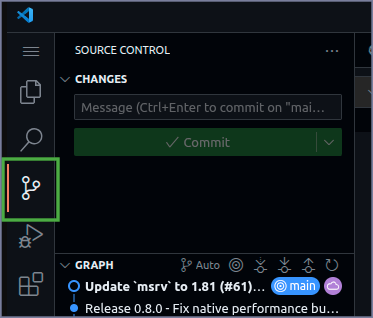 SOURCE CONTROL
CHANGES
Message (Ctrl+Enter to commit on "mai...
Commit
GRAPH
Auto
Update `msrv` to 1.81 (#61)...
main
Release 0.8.0 - Fix native performance bu...